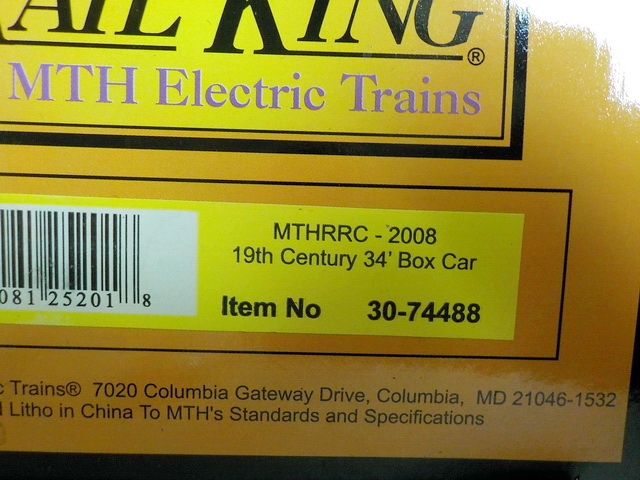 AIL KING®
MTH Electric Trains
MTHRRC - 2008
19th Century 34' Box Car
081 25201 8
Item No 30-74488
c Trains® 7020 Columbia Gateway Drive, Columbia, MD 21046-1532
Litho in China To MTH's Standards and Specifications